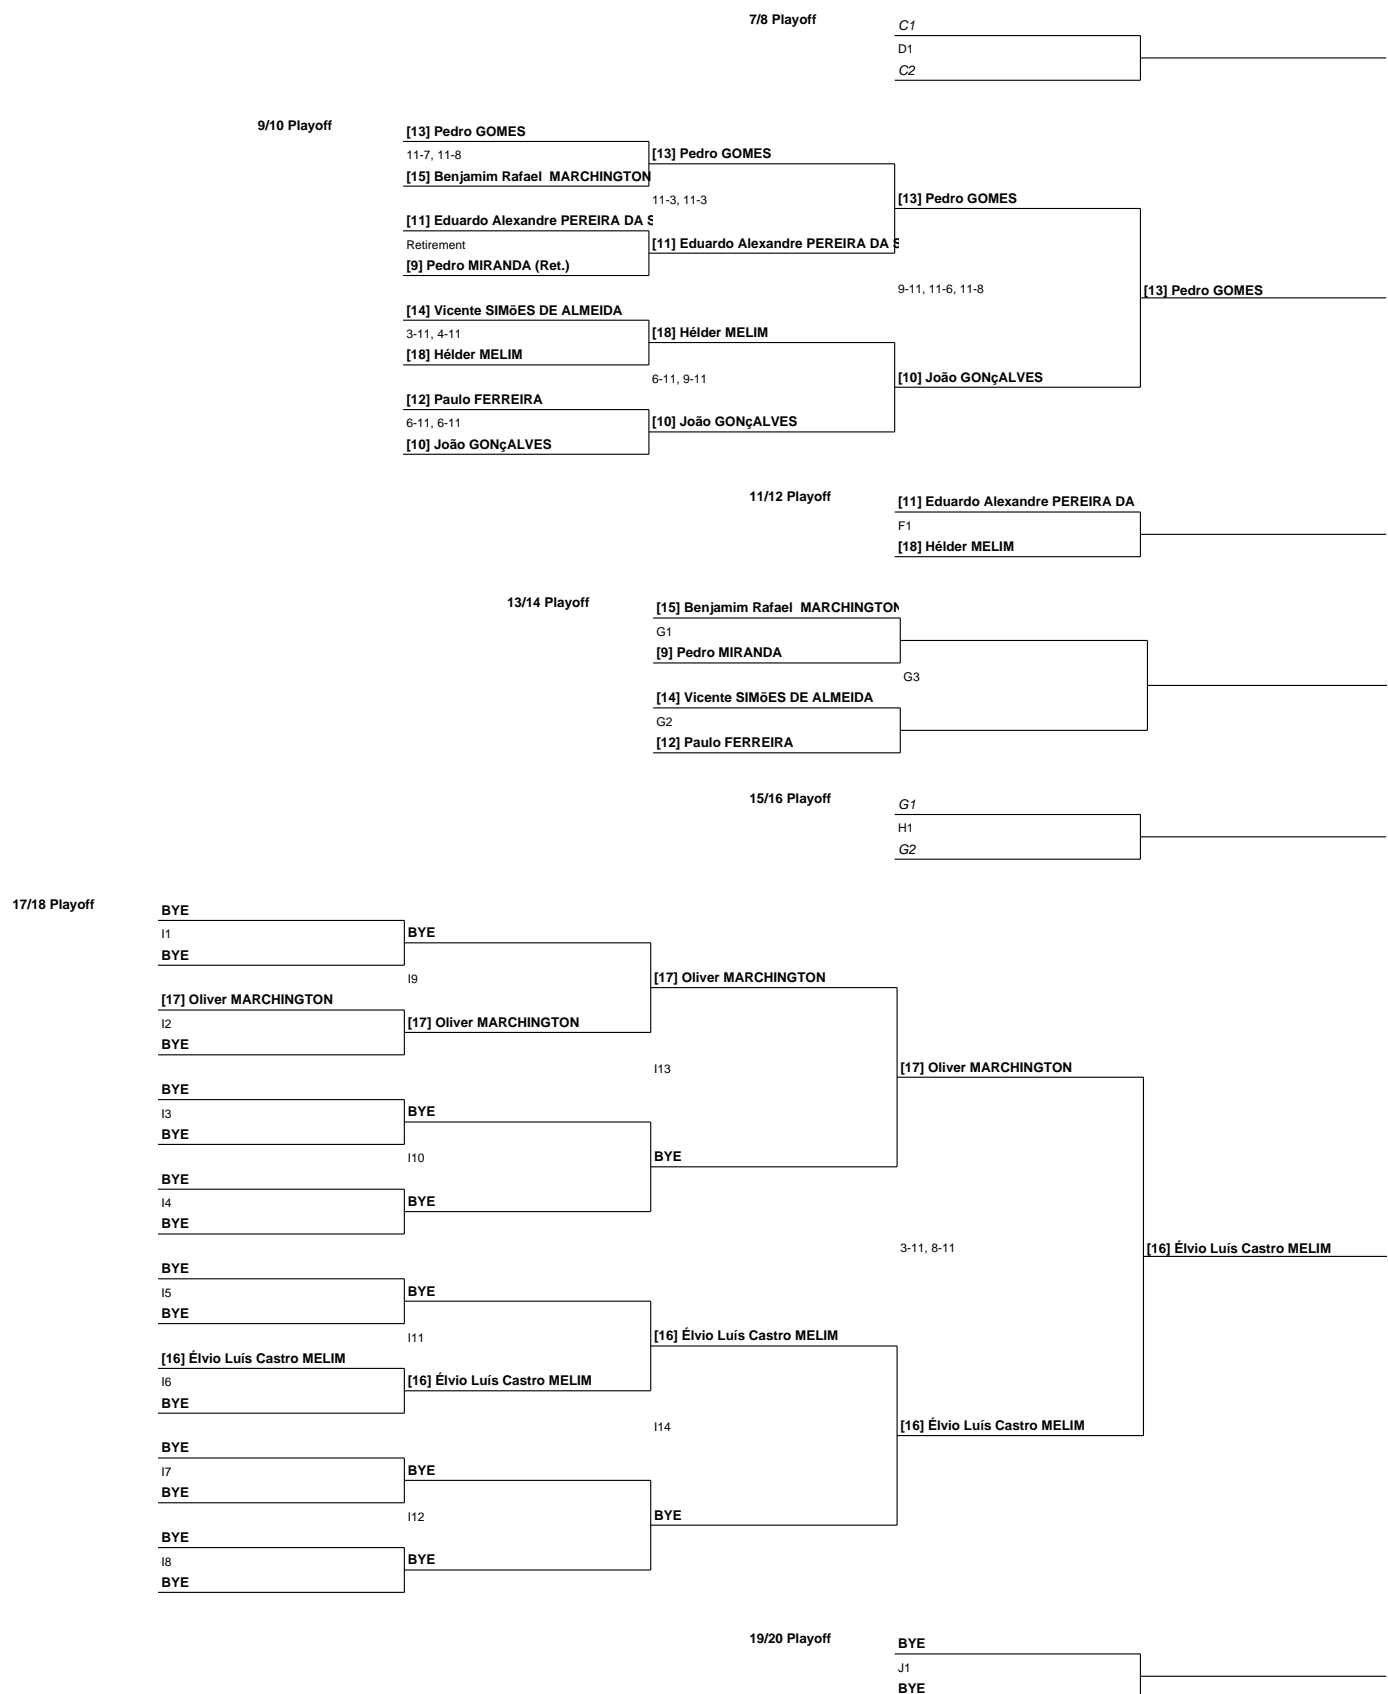 7/8 Playoff
C1
D1
C2
9/10 Playoff
[13] Pedro GOMES
11-7, 11-8
[13] Pedro GOMES
[15] Benjamim Rafael  MARCHINGTON
11-3, 11-3
[13] Pedro GOMES
[11] Eduardo Alexandre PEREIRA DA S
Retirement
[11] Eduardo Alexandre PEREIRA DA S
[9] Pedro MIRANDA (Ret.)
9-11, 11-6, 11-8
[13] Pedro GOMES
[14] Vicente SIMõES DE ALMEIDA
3-11, 4-11
[18] Hélder MELIM
[18] Hélder MELIM
6-11, 9-11
[10] João GONçALVES
[12] Paulo FERREIRA
6-11, 6-11
[10] João GONçALVES
[10] João GONçALVES
11/12 Playoff
[11] Eduardo Alexandre PEREIRA DA
F1
[18] Hélder MELIM
13/14 Playoff
[15] Benjamim Rafael  MARCHINGTON
G1
[9] Pedro MIRANDA
G3
[14] Vicente SIMõES DE ALMEIDA
G2
[12] Paulo FERREIRA
15/16 Playoff
G1
H1
G2
17/18 Playoff
BYE
I1
BYE
BYE
I9
[17] Oliver MARCHINGTON
[17] Oliver MARCHINGTON
I2
[17] Oliver MARCHINGTON
BYE
I13
[17] Oliver MARCHINGTON
BYE
I3
BYE
BYE
I10
BYE
BYE
I4
BYE
BYE
3-11, 8-11
[16] Élvio Luís Castro MELIM
BYE
I5
BYE
BYE
I11
[16] Élvio Luís Castro MELIM
[16] Élvio Luís Castro MELIM
I6
[16] Élvio Luís Castro MELIM
BYE
I14
[16] Élvio Luís Castro MELIM
BYE
I7
BYE
BYE
I12
BYE
BYE
I8
BYE
BYE
19/20 Playoff
BYE
J1
BYE